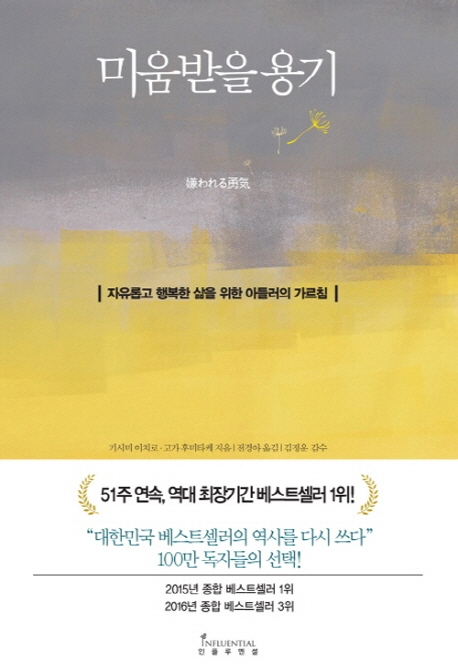 미움받을 용기
嫌われる勇気
자유롭고 행복한 삶을 위한 아들러의 가르침
기시미 이치로 · 고가 후미타케 지음 | 전경아 옮김 | 김정운 감수
51주 연속, 역대 최장기간 베스트셀러 1위!
“대한민국 베스트셀러의 역사를 다시 쓰다”
100만 독자들의 선택!
2015년 종합 베스트셀러 1위
2016년 종합 베스트셀러 3위
INFLUENTIAL
인플루엔셜